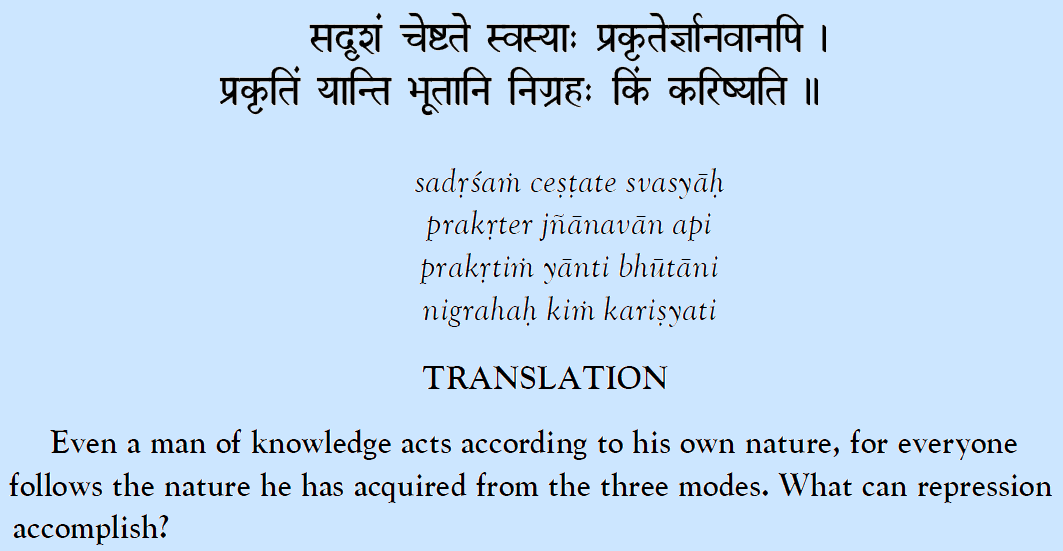 सदृशं चेष्टते स्वस्याः प्रकृतेर्ज्ञानवानपि ।
प्रकृतिं यान्ति भूतानि निग्रहः किं करिष्यति ॥
sadṛśaṁ ceṣṭate svasyāḥ
prakṛter jñānavān api
prakṛtiṁ yānti bhūtāni
nigrahaḥ kiṁ kariṣyati
TRANSLATION
Even a man of knowledge acts according to his own nature, for everyone
follows the nature he has acquired from the three modes. What can repression
accomplish?